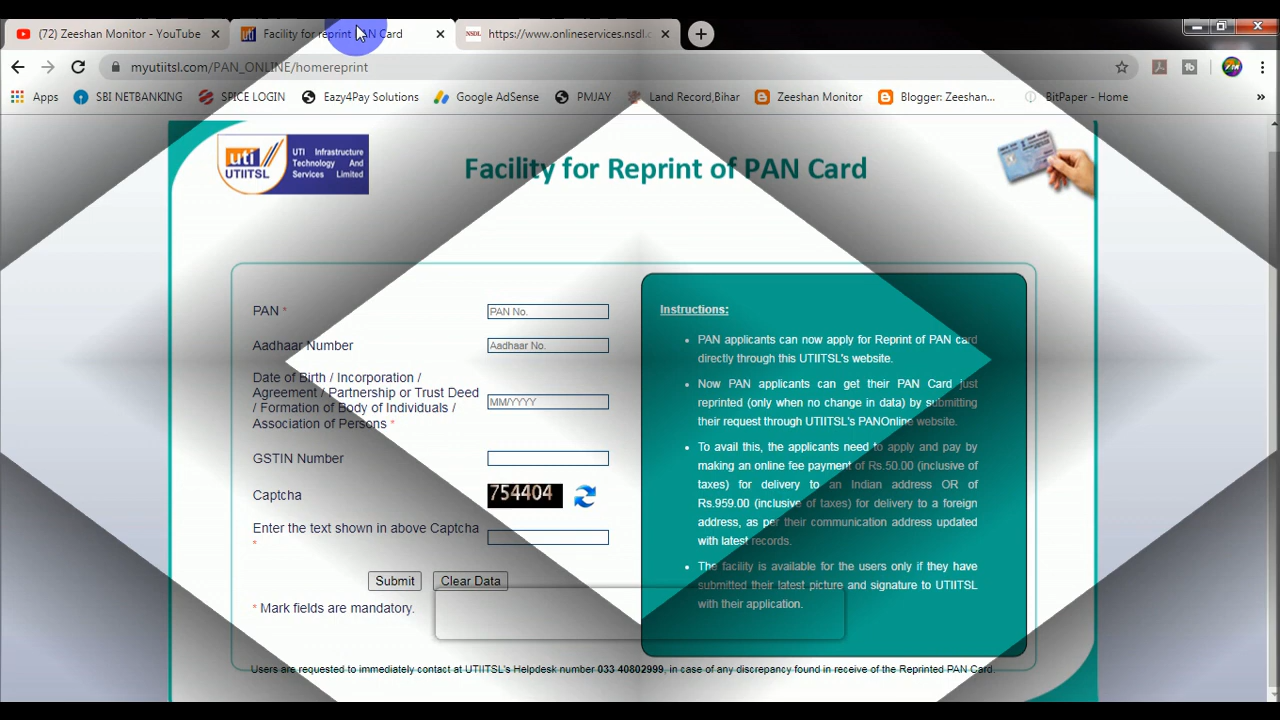 (72) Zeeshan Monitor - YouTube
Facility for reprint PAN Card
NSDL https://www.onlineservices.nsdl.c
myutiitsl.com/PAN_ONLINE/homereprint
Apps SBI NETBANKING SPICE LOGIN Eazy4Pay Solutions Google AdSense PMJAY Land Record,Bihar Zeeshan Monitor Blogger: Zeeshan... BitPaper - Home »
uti
UTIITSL
UTI Infrastructure
Technology And
Services Limited
Facility for Reprint of PAN Card
PAN *
PAN No.
Aadhaar Number
Aadhaar No.
Date of Birth / Incorporation /
Agreement / Partnership or Trust Deed
/ Formation of Body of Individuals /
Association of Persons *
MM/YYYY
GSTIN Number
Captcha
754404
Enter the text shown in above Captcha
*
Submit Clear Data
* Mark fields are mandatory.
Instructions:
• PAN applicants can now apply for Reprint of PAN card
directly through this UTIITSL's website.
• Now PAN applicants can get their PAN Card just
reprinted (only when no change in data) by submitting
their request through UTIITSL's PANOnline website.
• To avail this, the applicants need to apply and pay by
making an online fee payment of Rs.50.00 (inclusive of
taxes) for delivery to an Indian address OR of
Rs.959.00 (inclusive of taxes) for delivery to a foreign
address, as per their communication address updated
with latest records.
• The facility is available for the users only if they have
submitted their latest picture and signature to UTIITSL
with their application.
Users are requested to immediately contact at UTIITSL's Helpdesk number 033 40802999, in case of any discrepancy found in receive of the Reprinted PAN Card.